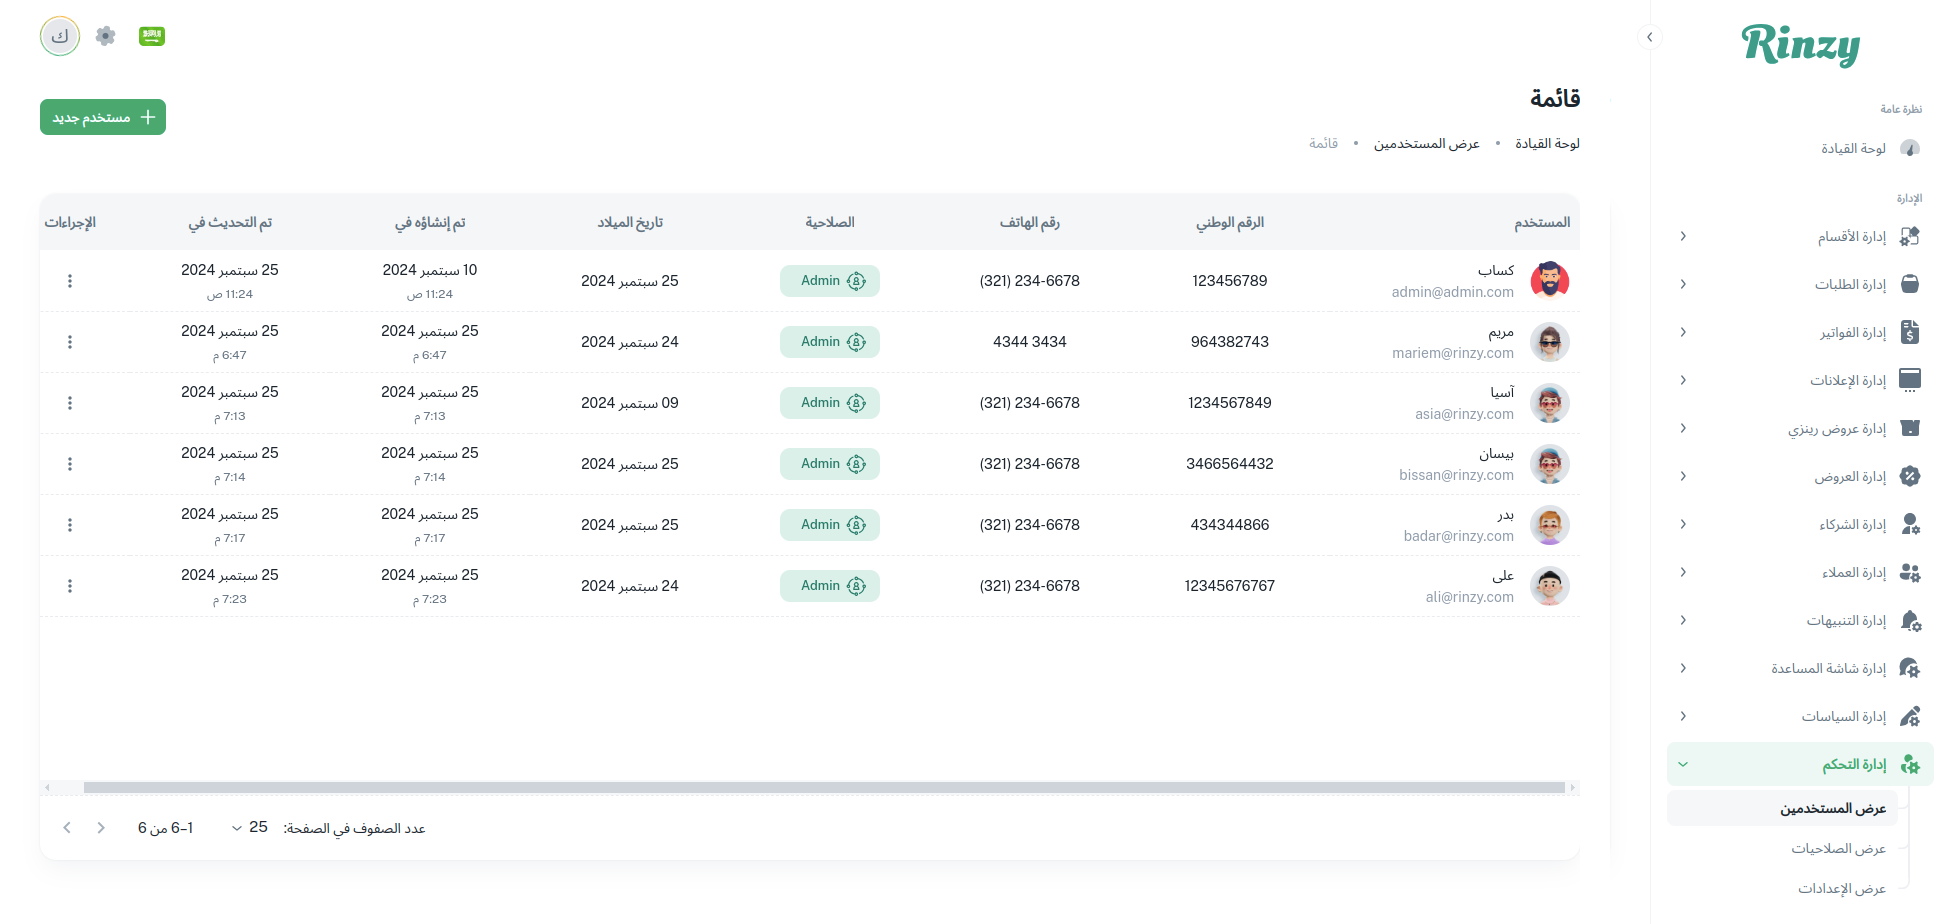 Rinzy
نظرة عامة
لوحة القيادة
الإدارة
إدارة الأقسام
إدارة الطلبات
إدارة الفواتير
إدارة الإعلانات
إدارة عروض رينزي
إدارة العروض
إدارة الشركاء
إدارة العملاء
إدارة التنبيهات
إدارة شاشة المساعدة
إدارة السياسات
إدارة التحكم
عرض المستخدمين
عرض الصلاحيات
عرض الإعدادات
ك
قائمة
لوحة القيادة • عرض المستخدمين • قائمة
مستخدم جديد
المستخدم الرقم الوطني رقم الهاتف الصلاحية تاريخ الميلاد تم إنشاؤه في تم التحديث في الإجراءات
كساب 123456789 (321) 234-6678 Admin 25 سبتمبر 2024 10 سبتمبر 2024 25 سبتمبر 2024
admin@admin.com 11:24 ص 11:24 ص
مريم 964382743 4344 3434 Admin 24 سبتمبر 2024 25 سبتمبر 2024 25 سبتمبر 2024
mariem@rinzy.com 6:47 م 6:47 م
آسيا 1234567849 (321) 234-6678 Admin 09 سبتمبر 2024 25 سبتمبر 2024 25 سبتمبر 2024
asia@rinzy.com 7:13 م 7:13 م
بيسان 3466564432 (321) 234-6678 Admin 25 سبتمبر 2024 25 سبتمبر 2024 25 سبتمبر 2024
bissan@rinzy.com 7:14 م 7:14 م
بدر 434344866 (321) 234-6678 Admin 25 سبتمبر 2024 25 سبتمبر 2024 25 سبتمبر 2024
badar@rinzy.com 7:17 م 7:17 م
على 12345676767 (321) 234-6678 Admin 24 سبتمبر 2024 25 سبتمبر 2024 25 سبتمبر 2024
ali@rinzy.com 7:23 م 7:23 م
عدد الصفوف في الصفحة: 25 1–6 من 6